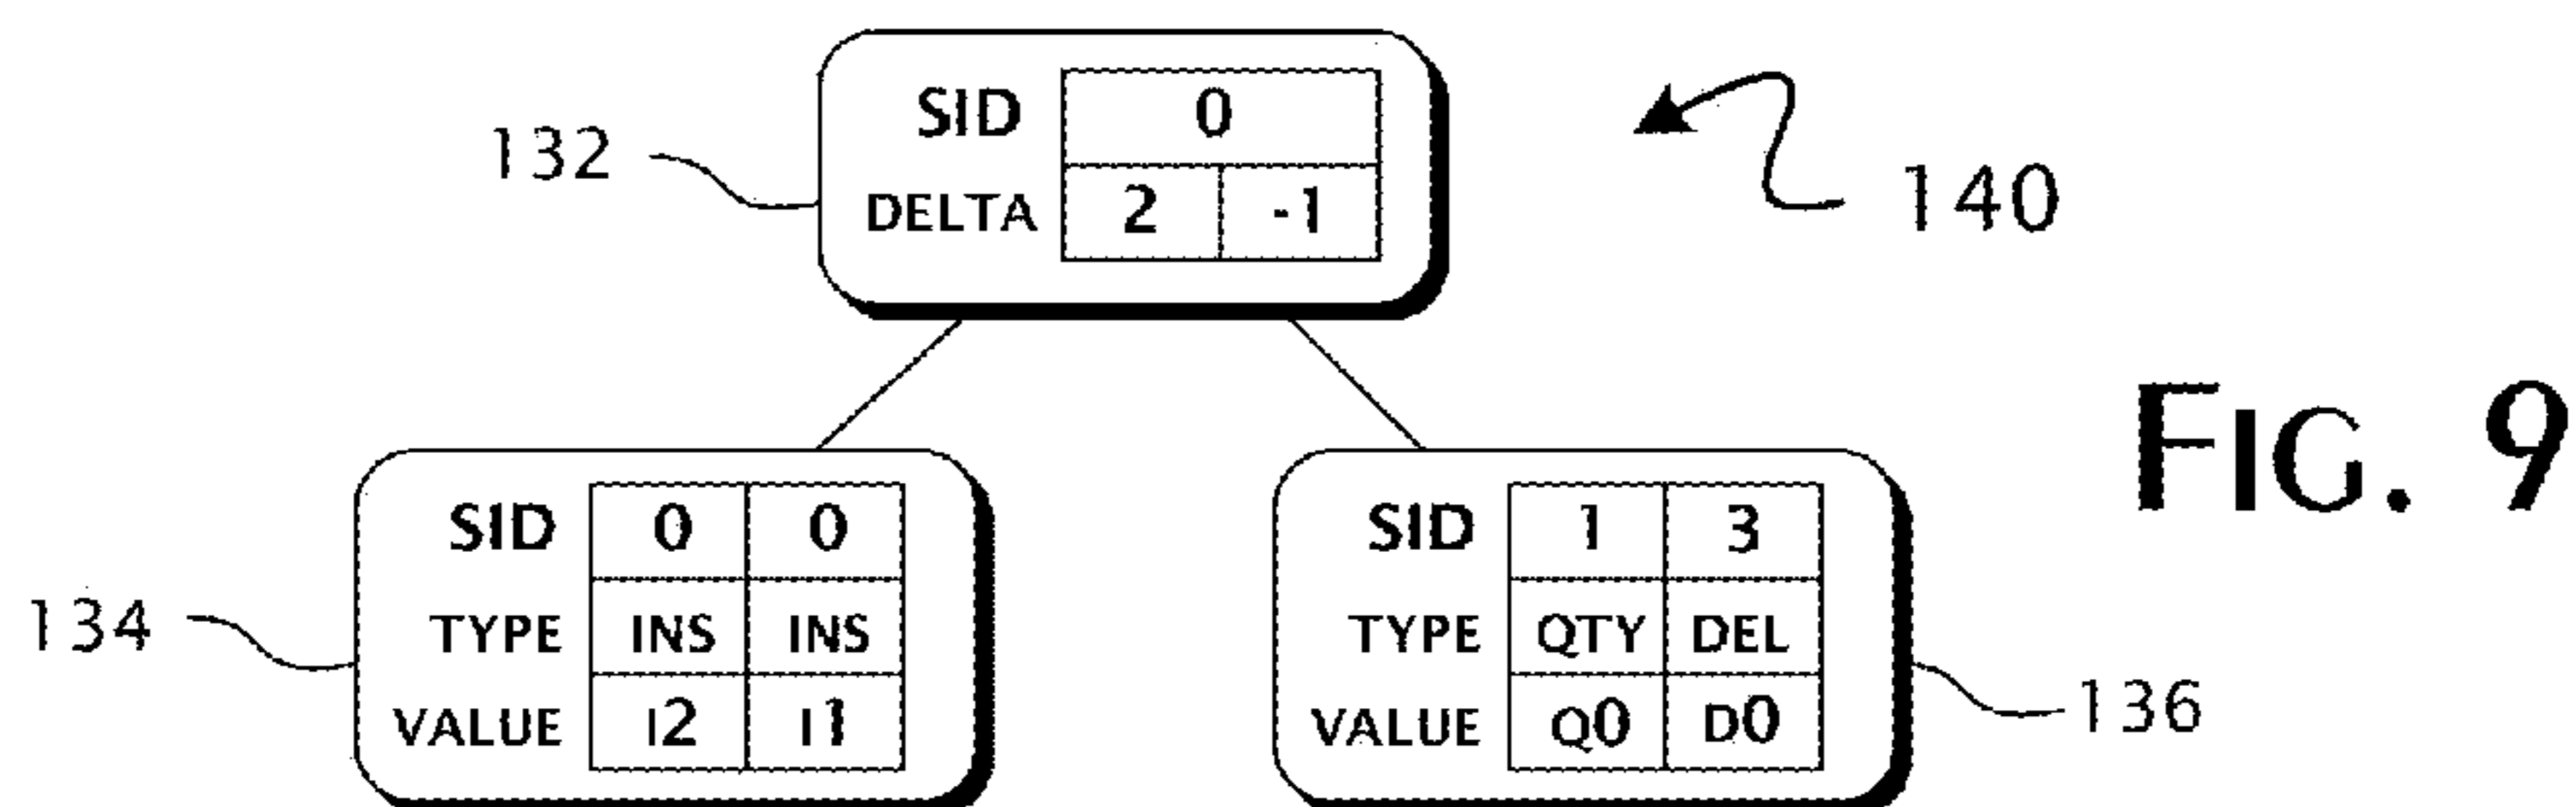 SID 0
132
DELTA 2 -1
140
FIG. 9
SID 0 0
TYPE INS INS
VALUE I2 I1
134
SID 1 3
TYPE QTY DEL
VALUE Q0 D0
136